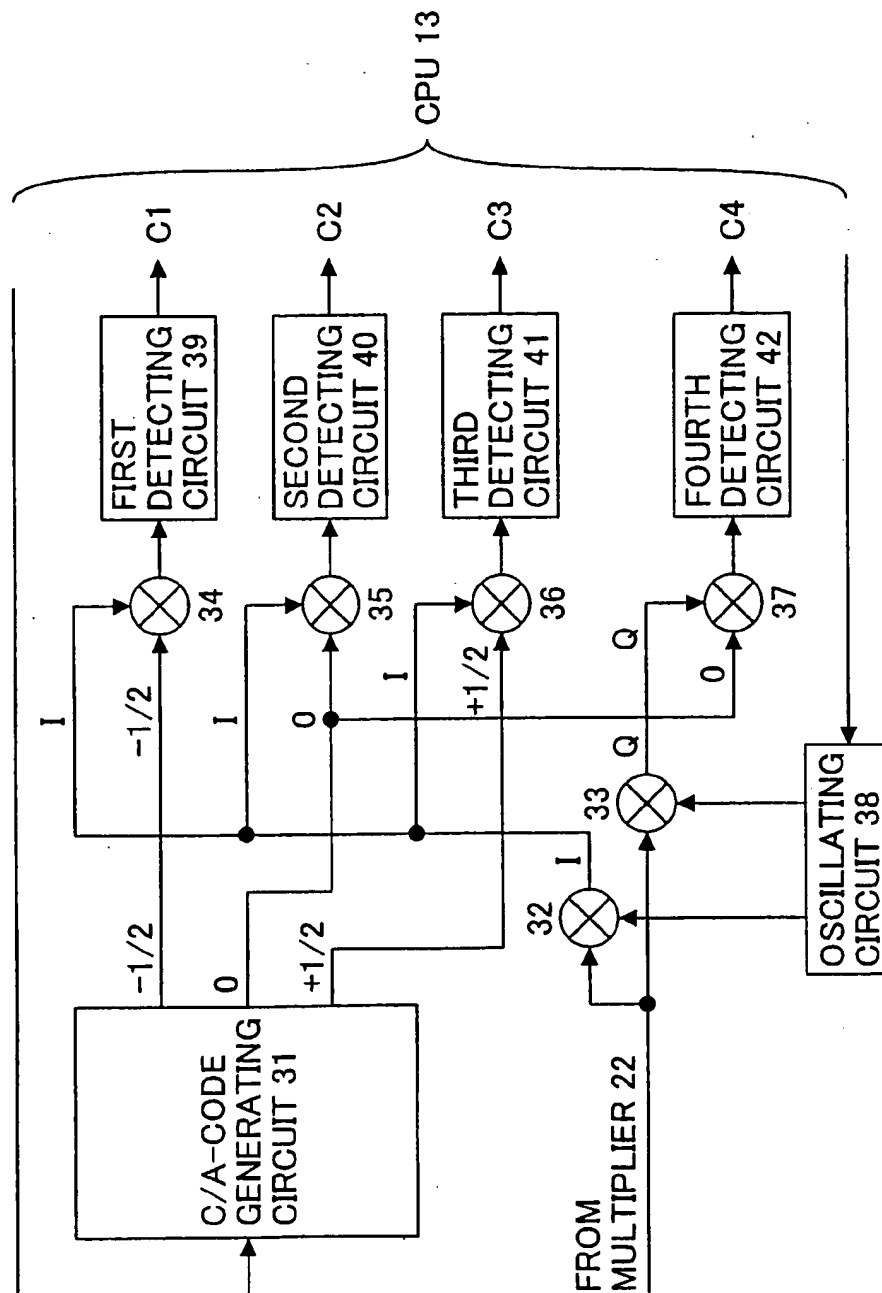 CPU 13
C1
C2
C3
C4
FIRST
DETECTING
CIRCUIT 39
SECOND
DETECTING
CIRCUIT 40
THIRD
DETECTING
CIRCUIT 41
FOURTH
DETECTING
CIRCUIT 42
34
35
36
37
I
-1/2
I
0
I
+1/2
Q
0
Q
33
I
32
-1/2
0
+1/2
OSCILLATING
CIRCUIT 38
C/A-CODE
GENERATING
CIRCUIT 31
FROM
MULTIPLIER 22